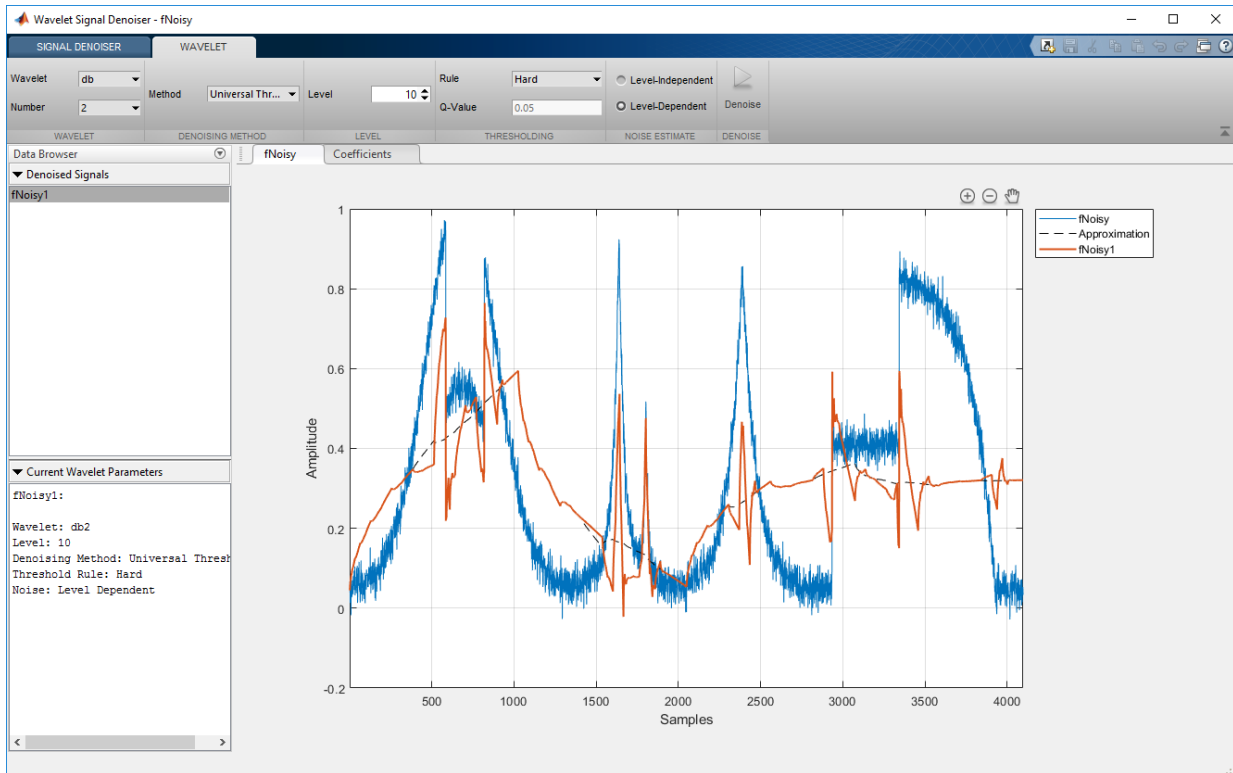 Wavelet Signal Denoiser - fNoisy
SIGNAL DENOISER WAVELET
Wavelet db
Number 2
WAVELET
Method Universal Thr...
DENOISING METHOD
Level 10
LEVEL
Rule Hard
Q-Value 0.05
THRESHOLDING
Level-Independent
Level-Dependent
NOISE ESTIMATE
Denoise
DENOISE
Data Browser
Denoised Signals
fNoisy1
Current Wavelet Parameters
fNoisy1:
Wavelet: db2
Level: 10
Denoising Method: Universal Thresh
Threshold Rule: Hard
Noise: Level Dependent
fNoisy Coefficients
fNoisy
Approximation
fNoisy1
Amplitude
1
0.8
0.6
0.4
0.2
0
-0.2
500 1000 1500 2000 2500 3000 3500 4000
Samples